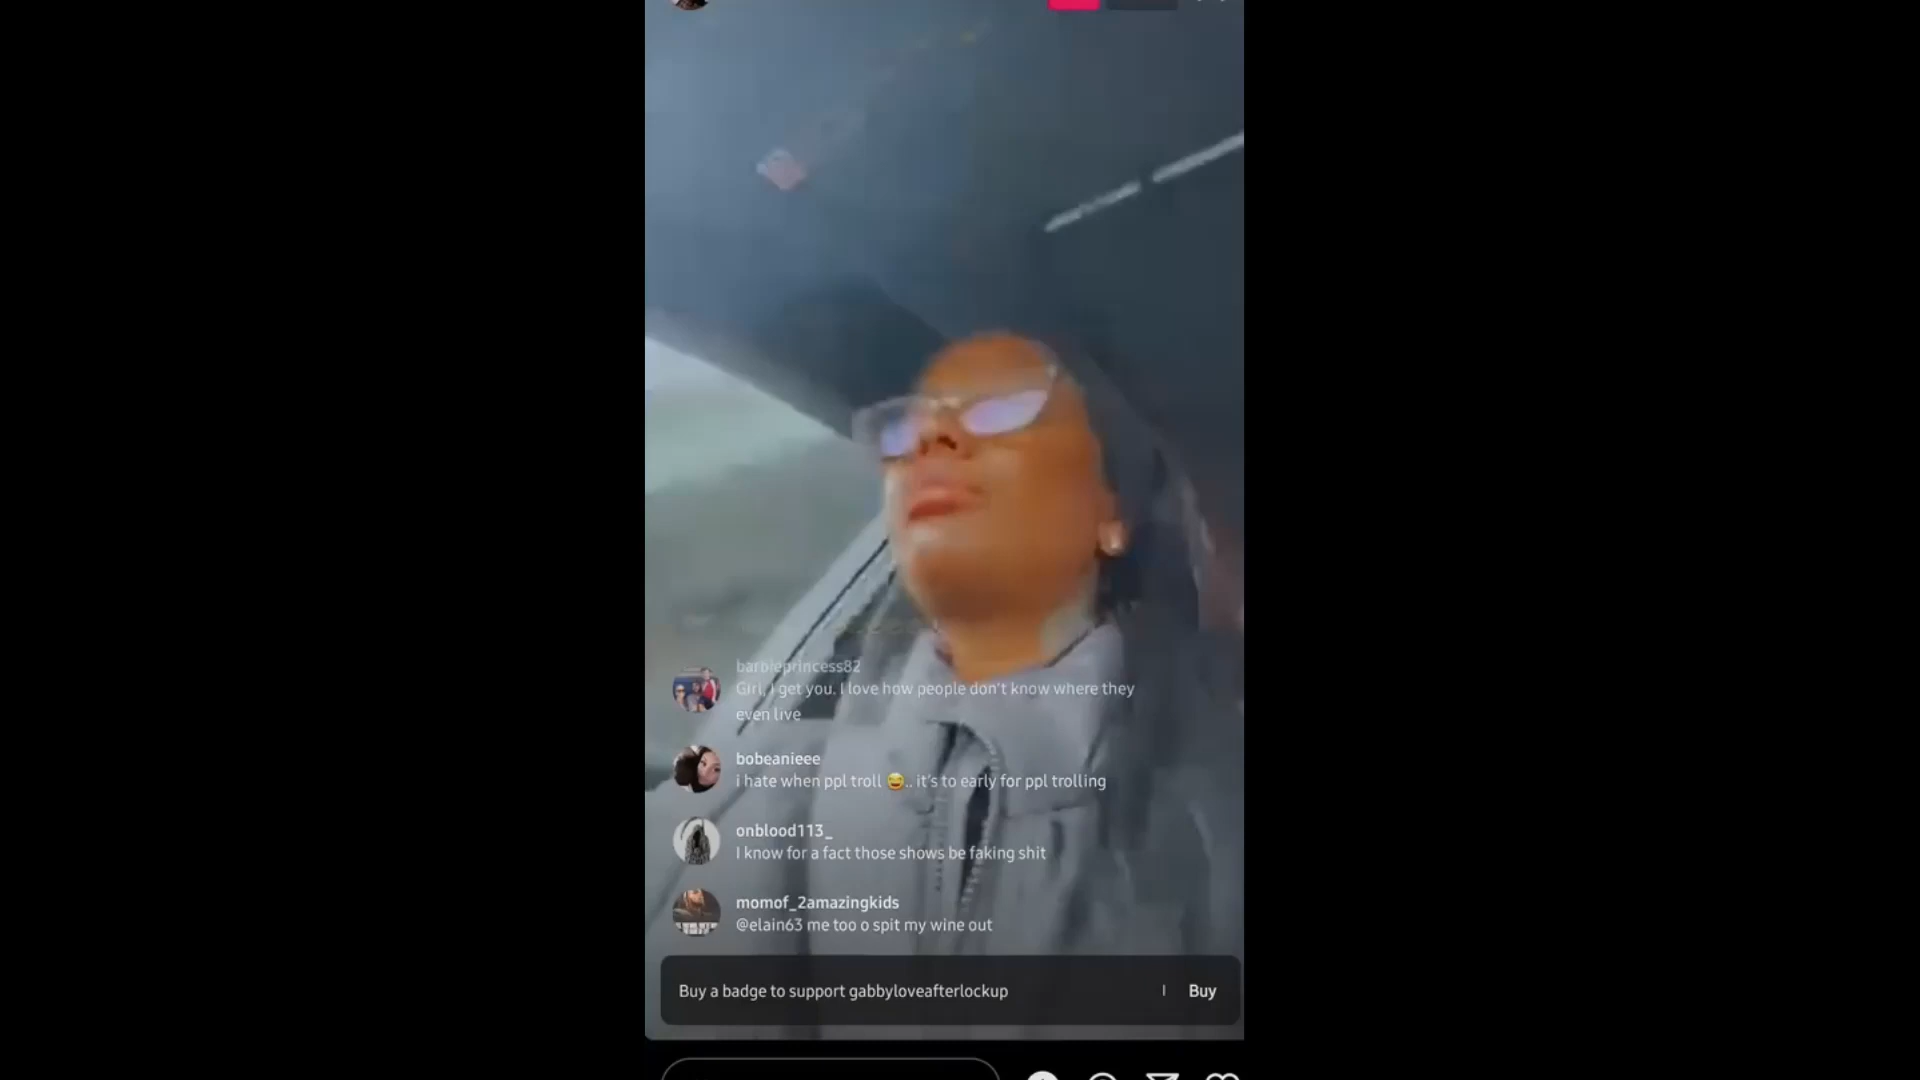 barbieprincess82
Girl, I get you. I love how people don't know where they
even live
bobeanieee
i hate when ppl troll 😅.. it's to early for ppl trolling
onblood113_
I know for a fact those shows be faking shit
momof_2amazingkids
@elain63 me too o spit my wine out
Buy a badge to support gabbyloveafterlockup | Buy